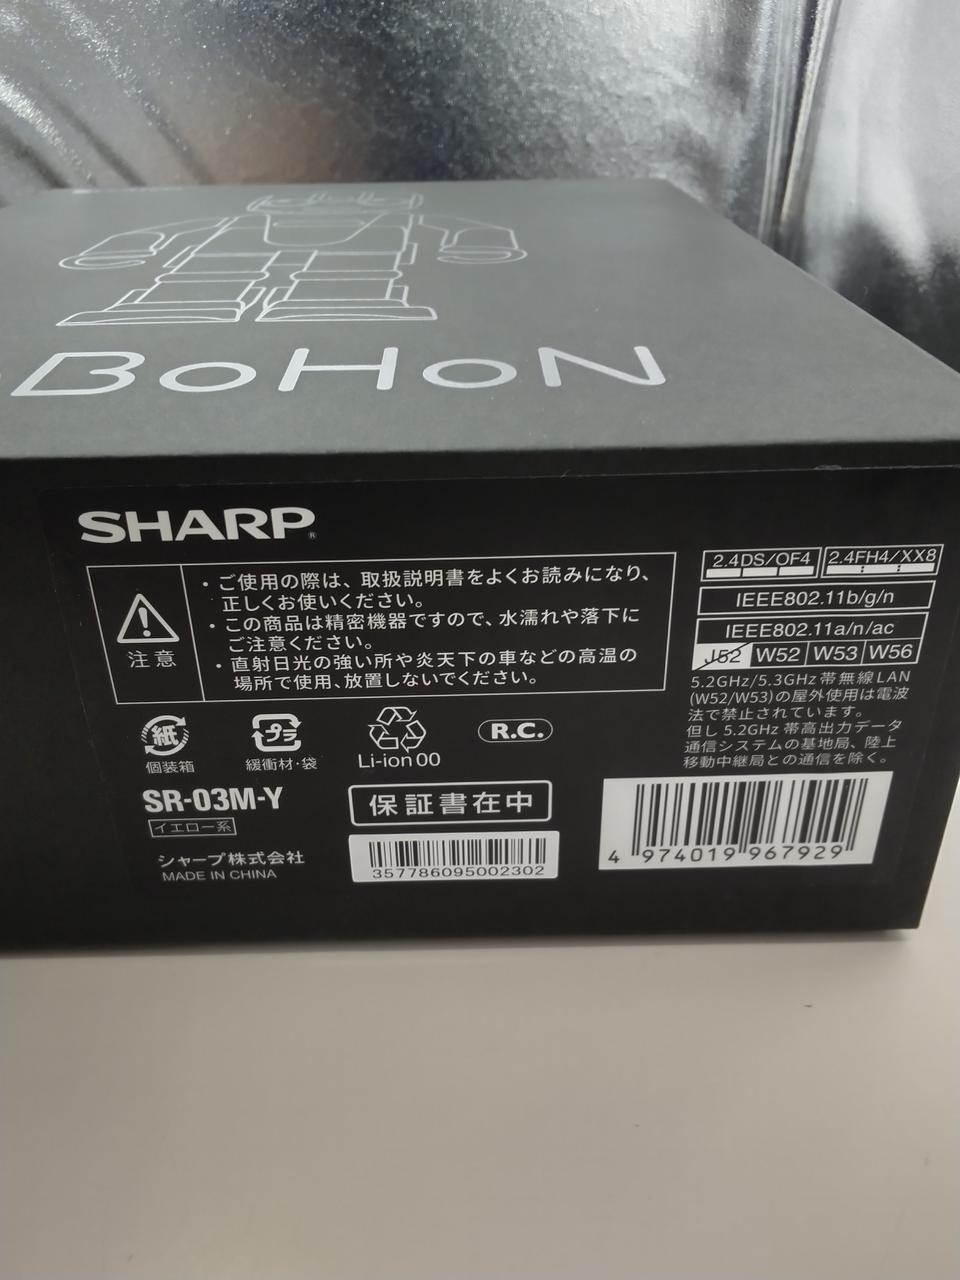 BoHoN
SHARP®
注意
・ご使用の際は、取扱説明書をよくお読みになり、
正しくお使いください。
・この商品は精密機器ですので、水濡れや落下に
ご注意ください。
・直射日光の強い所や炎天下の車などの高温の
場所で使用、放置しないでください。
2.4DS/OF4 2.4FH4/XX8
IEEE802.11b/g/n
IEEE802.11a/n/ac
J52 W52 W53 W56
5.2GHz/5.3GHz帯無線LAN
(W52/W53)の屋外使用は電波
法で禁止されています。
但し5.2GHz帯高出力データ
通信システムの基地局、陸上
移動中継局との通信を除く。
紙
個装箱
プラ
緩衝材・袋
Li-ion 00
R.C.
SR-03M-Y
イエロー系
シャープ株式会社
MADE IN CHINA
保証書在中
357786095002302
4 974019 967929